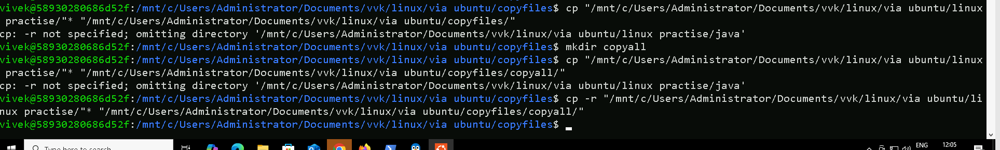 vivek@58930280686d52f:/mnt/c/Users/Administrator/Documents/vvk/linux/via ubuntu/copyfiles$ cp "/mnt/c/Users/Administrator/Documents/vvk/linux/via ubuntu/linux
 practise/"* "/mnt/c/Users/Administrator/Documents/vvk/linux/via ubuntu/copyfiles/"
cp: -r not specified; omitting directory '/mnt/c/Users/Administrator/Documents/vvk/linux/via ubuntu/linux practise/java'
vivek@58930280686d52f:/mnt/c/Users/Administrator/Documents/vvk/linux/via ubuntu/copyfiles$ mkdir copyall
vivek@58930280686d52f:/mnt/c/Users/Administrator/Documents/vvk/linux/via ubuntu/copyfiles$ cp "/mnt/c/Users/Administrator/Documents/vvk/linux/via ubuntu/linux
 practise/"* "/mnt/c/Users/Administrator/Documents/vvk/linux/via ubuntu/copyfiles/copyall/"
cp: -r not specified; omitting directory '/mnt/c/Users/Administrator/Documents/vvk/linux/via ubuntu/linux practise/java'
vivek@58930280686d52f:/mnt/c/Users/Administrator/Documents/vvk/linux/via ubuntu/copyfiles$ cp -r "/mnt/c/Users/Administrator/Documents/vvk/linux/via ubuntu/li
nux practise/"* "/mnt/c/Users/Administrator/Documents/vvk/linux/via ubuntu/copyfiles/copyall/"
vivek@58930280686d52f:/mnt/c/Users/Administrator/Documents/vvk/linux/via ubuntu/copyfiles$
Type here to search
ENG
12:05